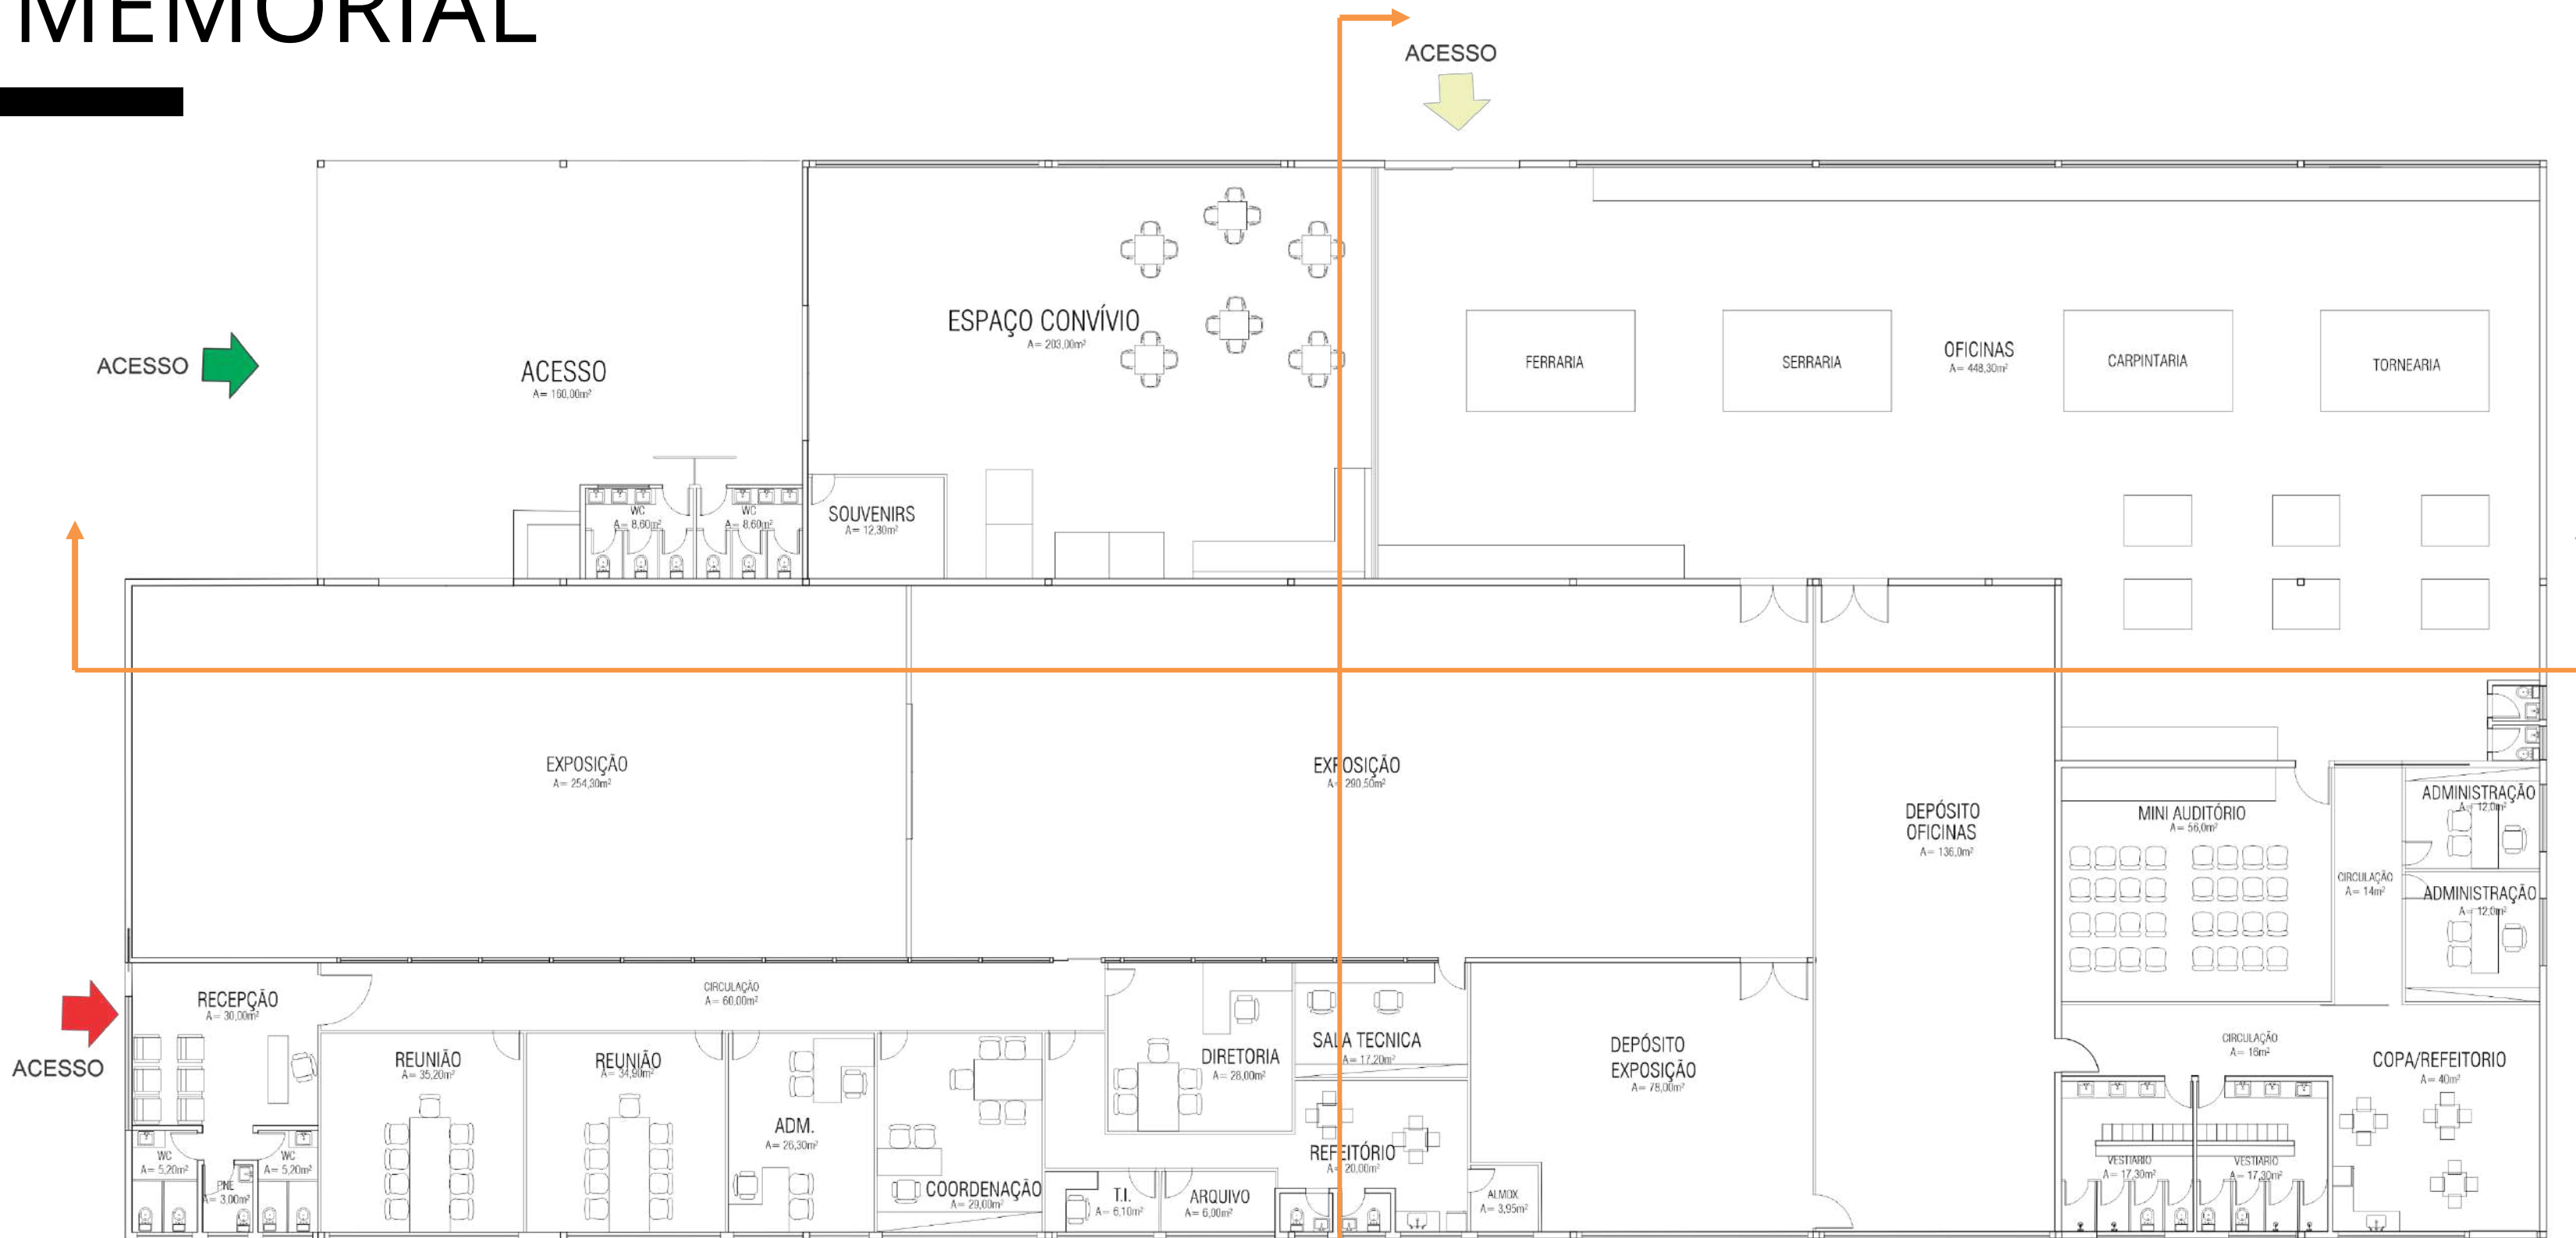 MEMORIAL
ACESSO
ACESSO
ACESSO
A= 160,00m²
ESPAÇO CONVÍVIO
A= 203,00m²
FERRARIA
SERRARIA
OFICINAS
A= 448,30m²
CARPINTARIA
TORNEARIA
WC
A= 8,60m²
WC
A= 8,60m²
SOUVENIRS
A= 12,30m²
EXPOSIÇÃO
A= 254,30m²
EXPOSIÇÃO
A= 290,50m²
DEPÓSITO
OFICINAS
A= 136,0m²
MINI AUDITÓRIO
A= 56,0m²
ADMINISTRAÇÃO
A= 12,0m²
CIRCULAÇÃO
A= 14m²
ADMINISTRAÇÃO
A= 12,0m²
ACESSO
RECEPÇÃO
A= 30,00m²
CIRCULAÇÃO
A= 60,00m²
REUNIÃO
A= 35,20m²
REUNIÃO
A= 34,90m²
ADM.
A= 26,30m²
COORDENAÇÃO
A= 29,00m²
DIRETORIA
A= 26,00m²
SALA TECNICA
A= 17,20m²
DEPÓSITO
EXPOSIÇÃO
A= 78,00m²
CIRCULAÇÃO
A= 16m²
COPA/REFEITORIO
A= 40m²
WC
A= 5,20m²
PNE
A= 3,00m²
WC
A= 5,20m²
T.I.
A= 6,10m²
ARQUIVO
A= 6,00m²
REFEITÓRIO
A= 20,00m²
ALMOX.
A= 3,95m²
VESTIARIO
A= 17,30m²
VESTIARIO
A= 17,30m²